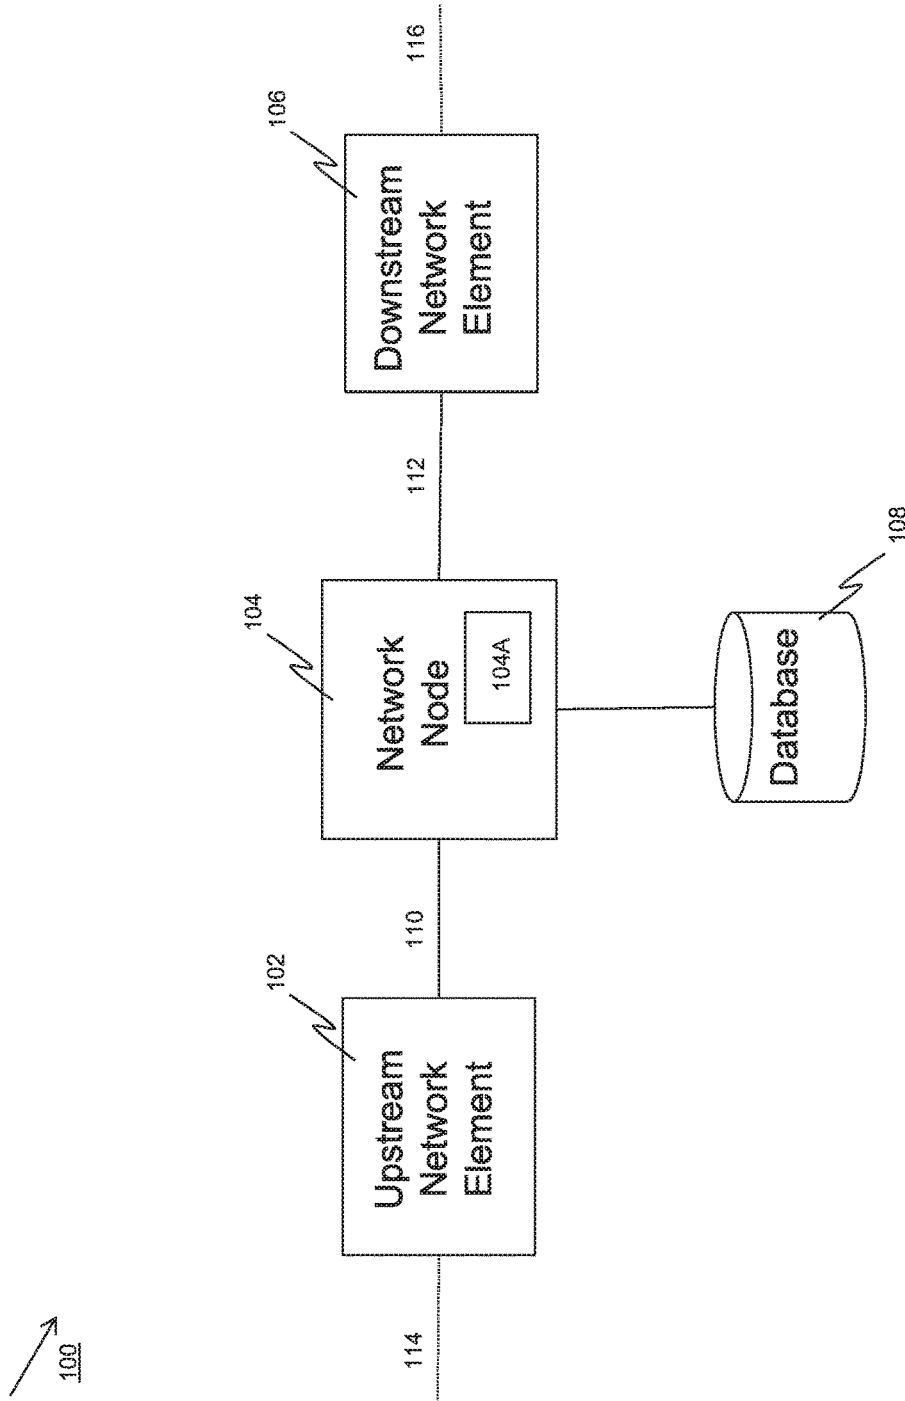 100
114
102
Upstream
Network
Element
110
104
Network
Node
104A
112
106
Downstream
Network
Element
116
Database
108